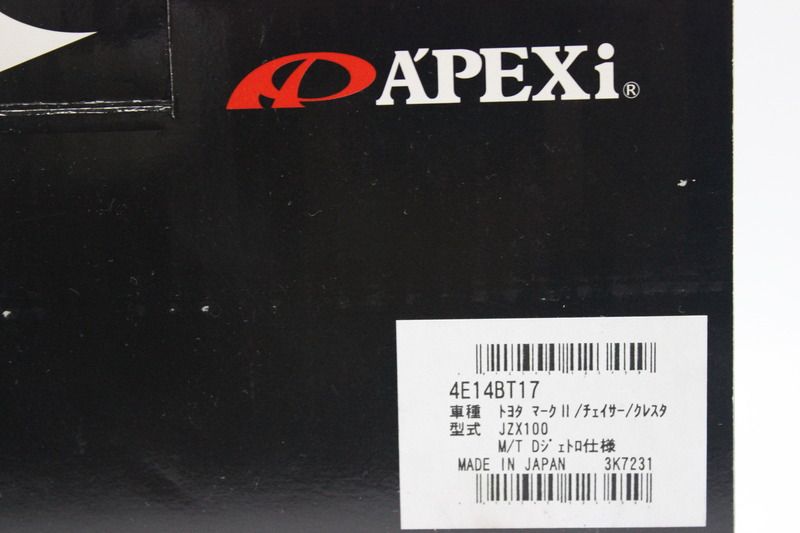 A'PEXi®
4E14BT17
車種 トヨタ マークII/チェイサー/クレスタ
型式 JZX100
M/T Dジェトロ仕様
MADE IN JAPAN 3K7231